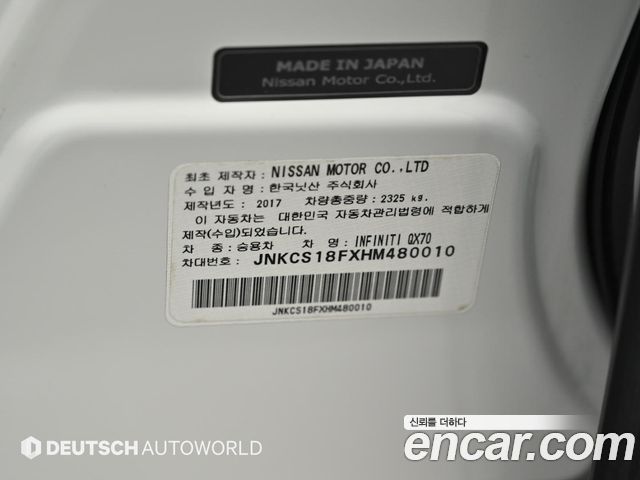 MADE IN JAPAN
Nissan Motor Co.,Ltd.
최초 제작자 : NISSAN MOTOR CO.,LTD
수 입 자 명 : 한국닛산 주식회사
제작년도 : 2017 차량총중량 : 2325 kg.
이 자동차는 대한민국 자동차관리법령에 적합하게
제작(수입)되었습니다.
차 종 : 승용차 차 명 : INFINITI QX70
차대번호 : JNKCS18FXHM480010
JNKCS18FXHM480010
신뢰를 더하다
DEUTSCH AUTOWORLD
encar.com